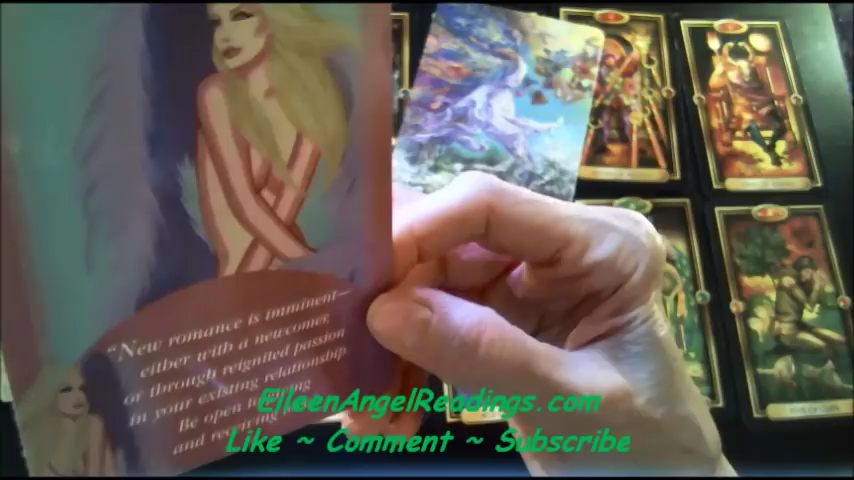 "New romance is imminent—
either with a newcomer,
or through reignited passion
in your existing relationship.
Be open to
and receiving
EileenAngelReadings.com
Like ~ Comment ~ Subscribe